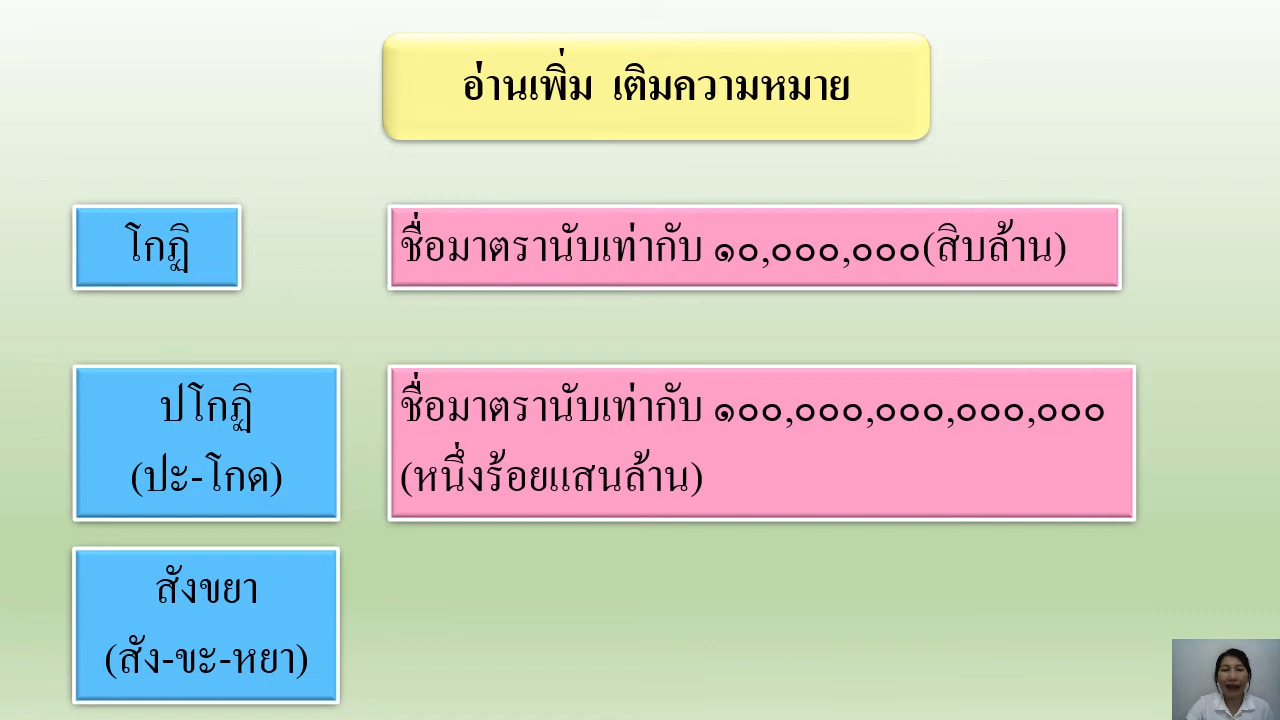 อ่านเพิ่ม เติมความหมาย
โกฏิ
ชื่อมาตรานับเท่ากับ ๑๐,๐๐๐,๐๐๐(สิบล้าน)
ปโกฏิ
(ปะ-โกด)
ชื่อมาตรานับเท่ากับ ๑๐๐,๐๐๐,๐๐๐,๐๐๐,๐๐๐
(หนึ่งร้อยแสนล้าน)
สังขยา
(สัง-ขะ-หยา)